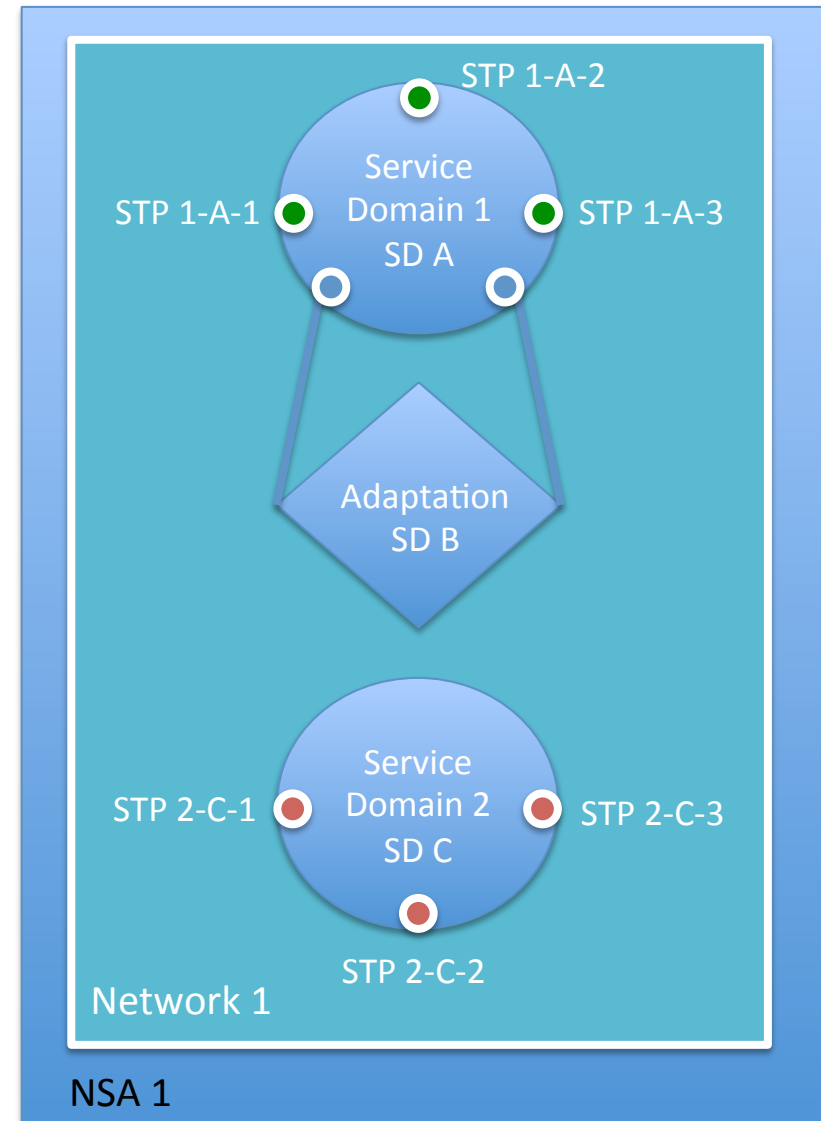 STP 1-A-2
Service
Domain 1
SD A
STP 1-A-1
STP 1-A-3
Adaptation
SD B
Service
Domain 2
SD C
STP 2-C-1
STP 2-C-3
STP 2-C-2
Network 1
NSA 1